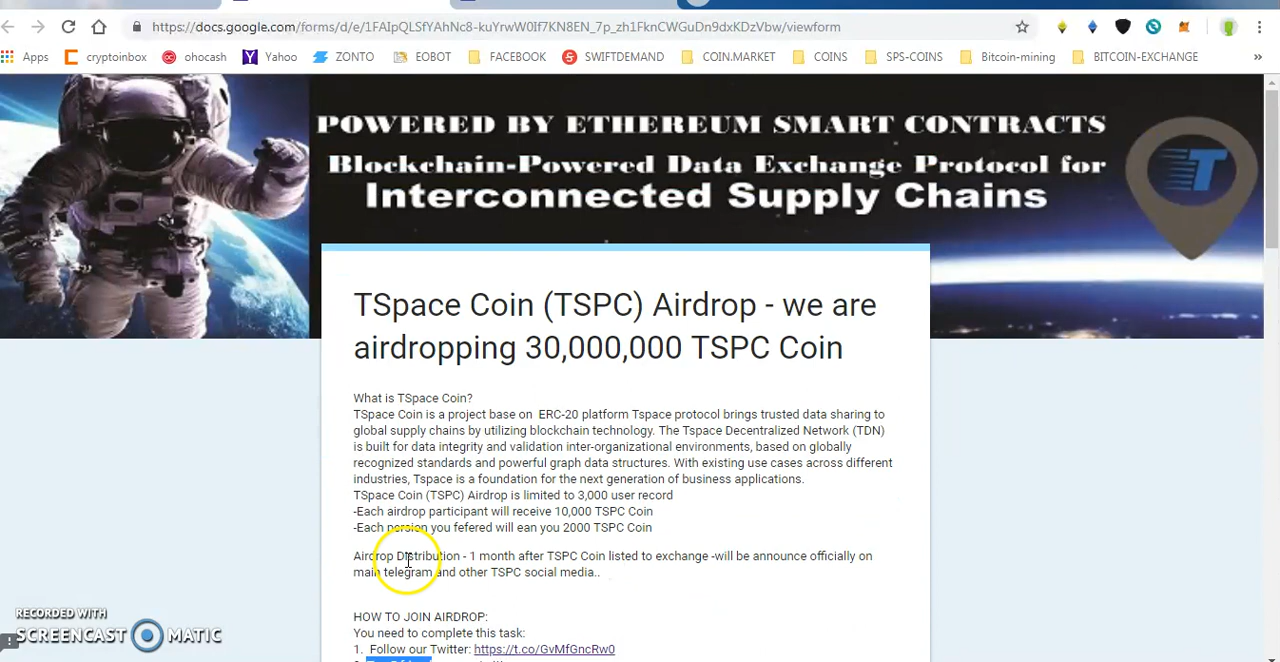 https://docs.google.com/forms/d/e/1FAIpQLSfYAhNc8-kuYrwW0If7KN8EN_7p_zh1FknCWGuDn9dxKDzVbw/viewform
Apps cryptoinbox ohocash Yahoo ZONTO EOBOT FACEBOOK SWIFTDEMAND COIN.MARKET COINS SPS-COINS Bitcoin-mining BITCOIN-EXCHANGE »
POWERED BY ETHEREUM SMART CONTRACTS
Blockchain-Powered Data Exchange Protocol for
Interconnected Supply Chains
T
TSpace Coin (TSPC) Airdrop - we are
airdropping 30,000,000 TSPC Coin
What is TSpace Coin?
TSpace Coin is a project base on ERC-20 platform Tspace protocol brings trusted data sharing to
global supply chains by utilizing blockchain technology. The Tspace Decentralized Network (TDN)
is built for data integrity and validation inter-organizational environments, based on globally
recognized standards and powerful graph data structures. With existing use cases across different
industries, Tspace is a foundation for the next generation of business applications.
TSpace Coin (TSPC) Airdrop is limited to 3,000 user record
-Each airdrop participant will receive 10,000 TSPC Coin
-Each person you fefered will ean you 2000 TSPC Coin
Airdrop Distribution - 1 month after TSPC Coin listed to exchange -will be announce officially on
main telegram and other TSPC social media..
HOW TO JOIN AIRDROP:
You need to complete this task:
1. Follow our Twitter: https://t.co/GvMfGncRw0
RECORDED WITH
SCREENCAST MATIC